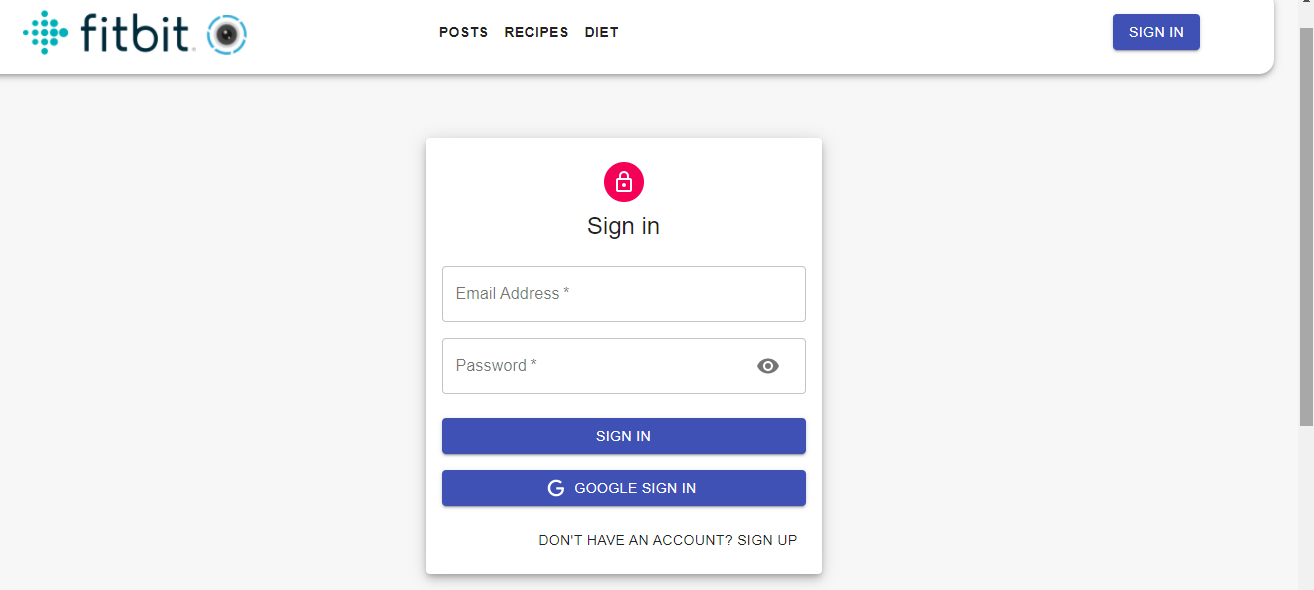 fitbit.
POSTS RECIPES DIET
SIGN IN
Sign in
Email Address *
Password *
SIGN IN
GOOGLE SIGN IN
DON'T HAVE AN ACCOUNT? SIGN UP